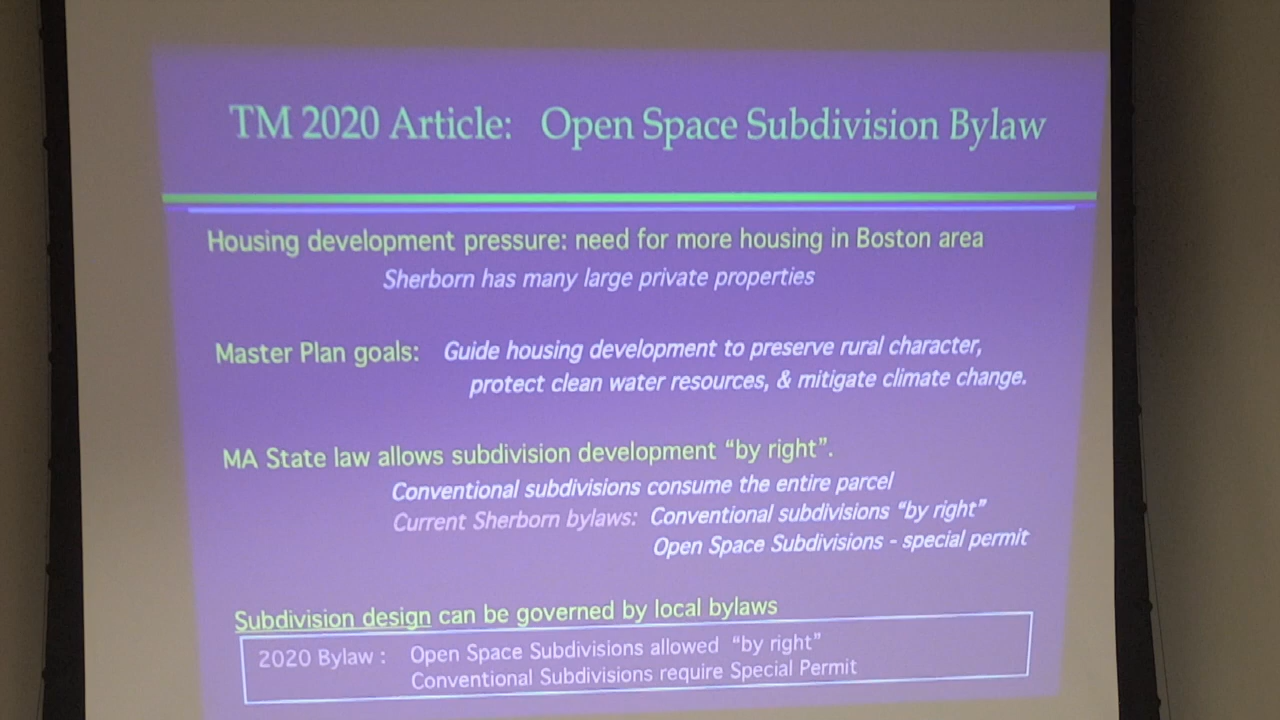 TM 2020 Article: Open Space Subdivision Bylaw
Housing development pressure: need for more housing in Boston area
Sherborn has many large private properties
Master Plan goals: Guide housing development to preserve rural character,
protect clean water resources, & mitigate climate change.
MA State law allows subdivision development “by right”.
Conventional subdivisions consume the entire parcel
Current Sherborn bylaws: Conventional subdivisions “by right”
Open Space Subdivisions - special permit
Subdivision design can be governed by local bylaws
2020 Bylaw : Open Space Subdivisions allowed “by right”
Conventional Subdivisions require Special Permit